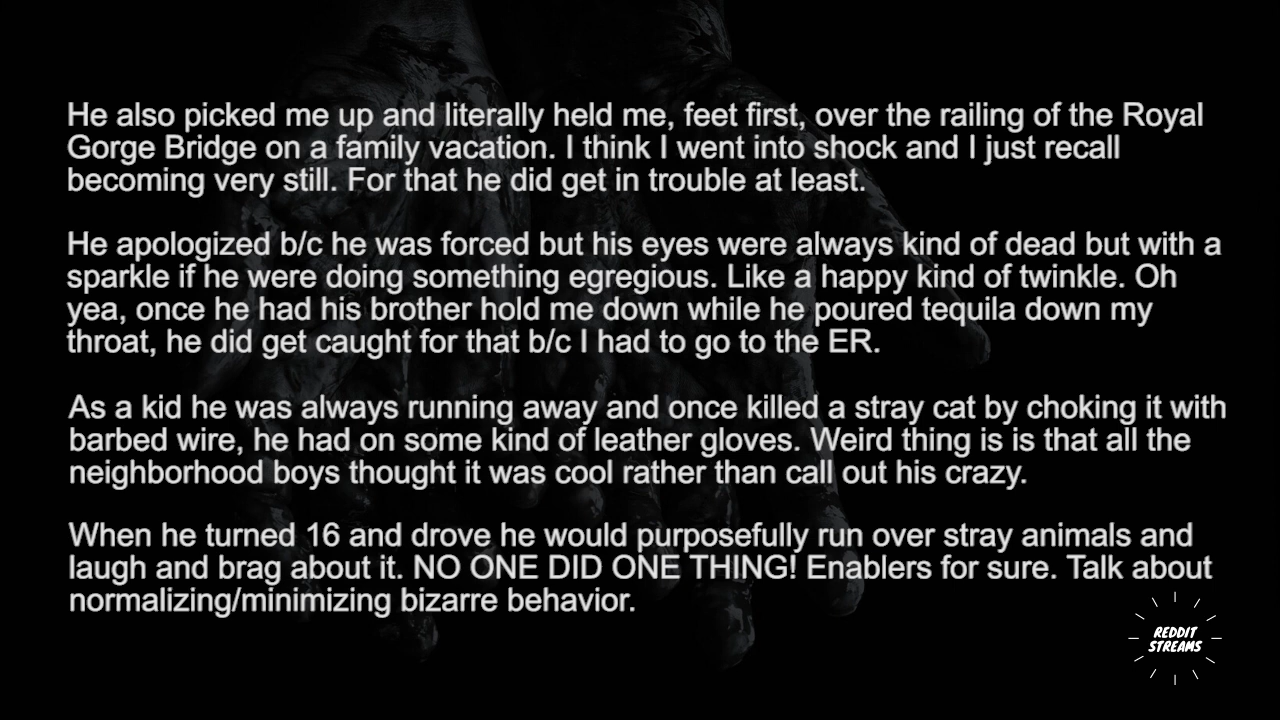 He also picked me up and literally held me, feet first, over the railing of the Royal
Gorge Bridge on a family vacation. I think I went into shock and I just recall
becoming very still. For that he did get in trouble at least.
He apologized b/c he was forced but his eyes were always kind of dead but with a
sparkle if he were doing something egregious. Like a happy kind of twinkle. Oh
yea, once he had his brother hold me down while he poured tequila down my
throat, he did get caught for that b/c I had to go to the ER.
As a kid he was always running away and once killed a stray cat by choking it with
barbed wire, he had on some kind of leather gloves. Weird thing is is that all the
neighborhood boys thought it was cool rather than call out his crazy.
When he turned 16 and drove he would purposefully run over stray animals and
laugh and brag about it. NO ONE DID ONE THING! Enablers for sure. Talk about
normalizing/minimizing bizarre behavior.
REDDIT
STREAMS